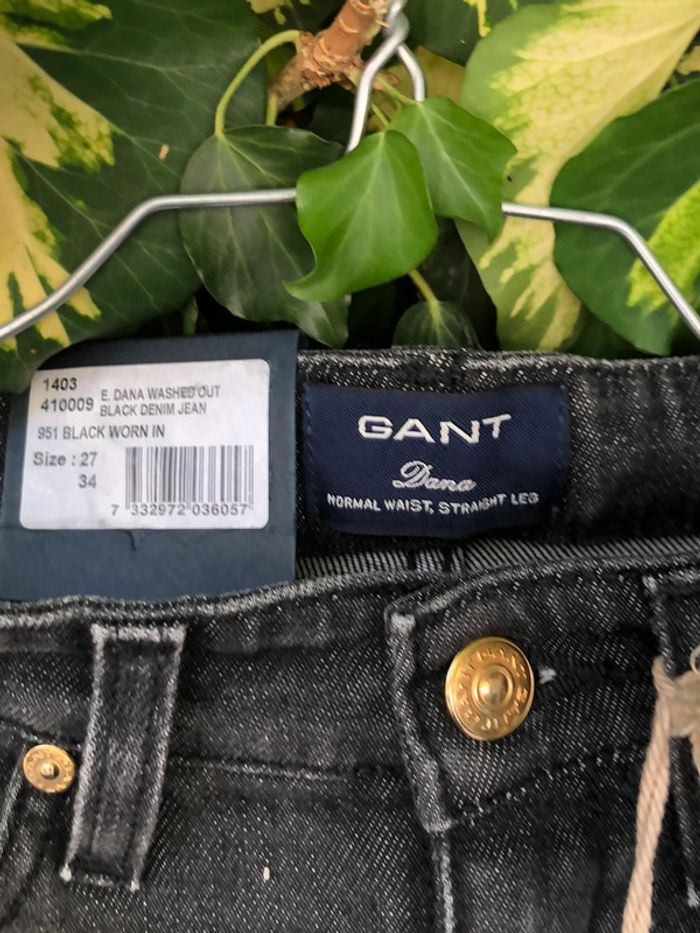 1403
410009
E. DANA WASHED OUT
BLACK DENIM JEAN
951 BLACK WORN IN
Size : 27
34
7 332972 036057
GANT
Dana
NORMAL WAIST, STRAIGHT LEG